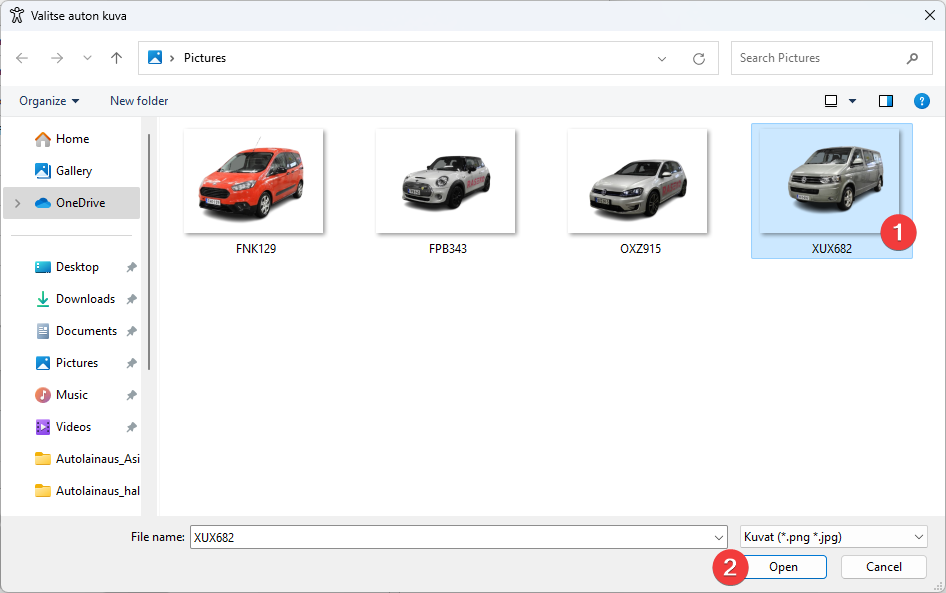 Valitse auton kuva
Pictures
Search Pictures
Organize
New folder
?
Home
Gallery
OneDrive
Desktop
Downloads
Documents
Pictures
Music
Videos
Autolainaus_Asi
Autolainaus_hal
FNK129
FPB343
OXZ915
XUX682
1
File name:
XUX682
Kuvat (*.png *.jpg)
2
Open
Cancel